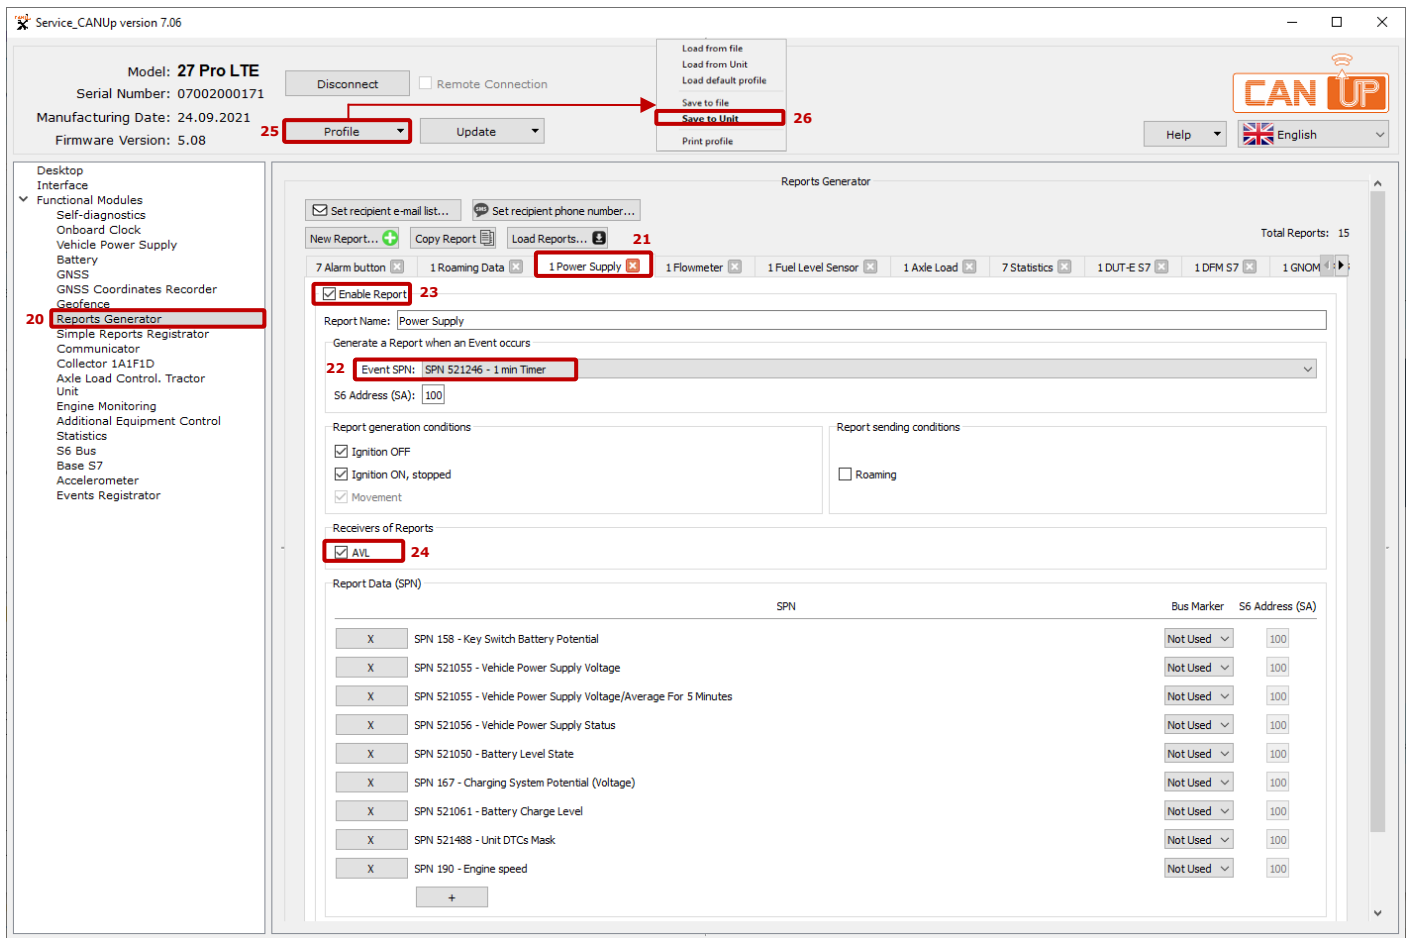 Service_CANUp version 7.06
Model: 27 Pro LTE
Serial Number: 07002000171
Manufacturing Date: 24.09.2021
Firmware Version: 5.08
Disconnect
Remote Connection
25
Profile
Update
Load from file
Load from Unit
Load default profile
Save to file
Save to Unit
26
Print profile
CAN UP
Help
English
Desktop
Interface
Functional Modules
Self-diagnostics
Onboard Clock
Vehicle Power Supply
Battery
GNSS
GNSS Coordinates Recorder
Geofence
20
Reports Generator
Simple Reports Registrator
Communicator
Collector 1A1F1D
Axle Load Control. Tractor
Unit
Engine Monitoring
Additional Equipment Control
Statistics
S6 Bus
Base S7
Accelerometer
Events Registrator
Reports Generator
Set recipient e-mail list...
SMS
Set recipient phone number...
New Report...
Copy Report
Load Reports...
21
Total Reports: 15
7 Alarm button
1 Roaming Data
1 Power Supply
1 Flowmeter
1 Fuel Level Sensor
1 Axle Load
7 Statistics
1 DUT-E S7
1 DFM S7
1 GNOM
Enable Report
23
Report Name: Power Supply
Generate a Report when an Event occurs
22
Event SPN: SPN 521246 - 1 min Timer
S6 Address (SA): 100
Report generation conditions
Ignition OFF
Ignition ON, stopped
Movement
Report sending conditions
Roaming
Receivers of Reports
AVL
24
Report Data (SPN)
SPN Bus Marker S6 Address (SA)
X SPN 158 - Key Switch Battery Potential Not Used 100
X SPN 521055 - Vehicle Power Supply Voltage Not Used 100
X SPN 521055 - Vehicle Power Supply Voltage/Average For 5 Minutes Not Used 100
X SPN 521056 - Vehicle Power Supply Status Not Used 100
X SPN 521050 - Battery Level State Not Used 100
X SPN 167 - Charging System Potential (Voltage) Not Used 100
X SPN 521061 - Battery Charge Level Not Used 100
X SPN 521488 - Unit DTCs Mask Not Used 100
X SPN 190 - Engine speed Not Used 100
+